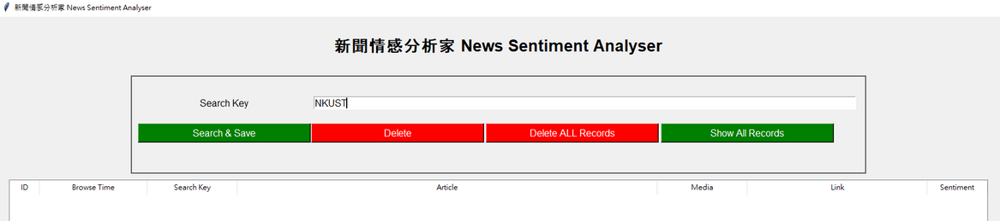 新聞情感分析家 News Sentiment Analyser
新聞情感分析家 News Sentiment Analyser
Search Key NKUST
Search & Save Delete Delete ALL Records Show All Records
ID Browse Time Search Key Article Media Link Sentiment